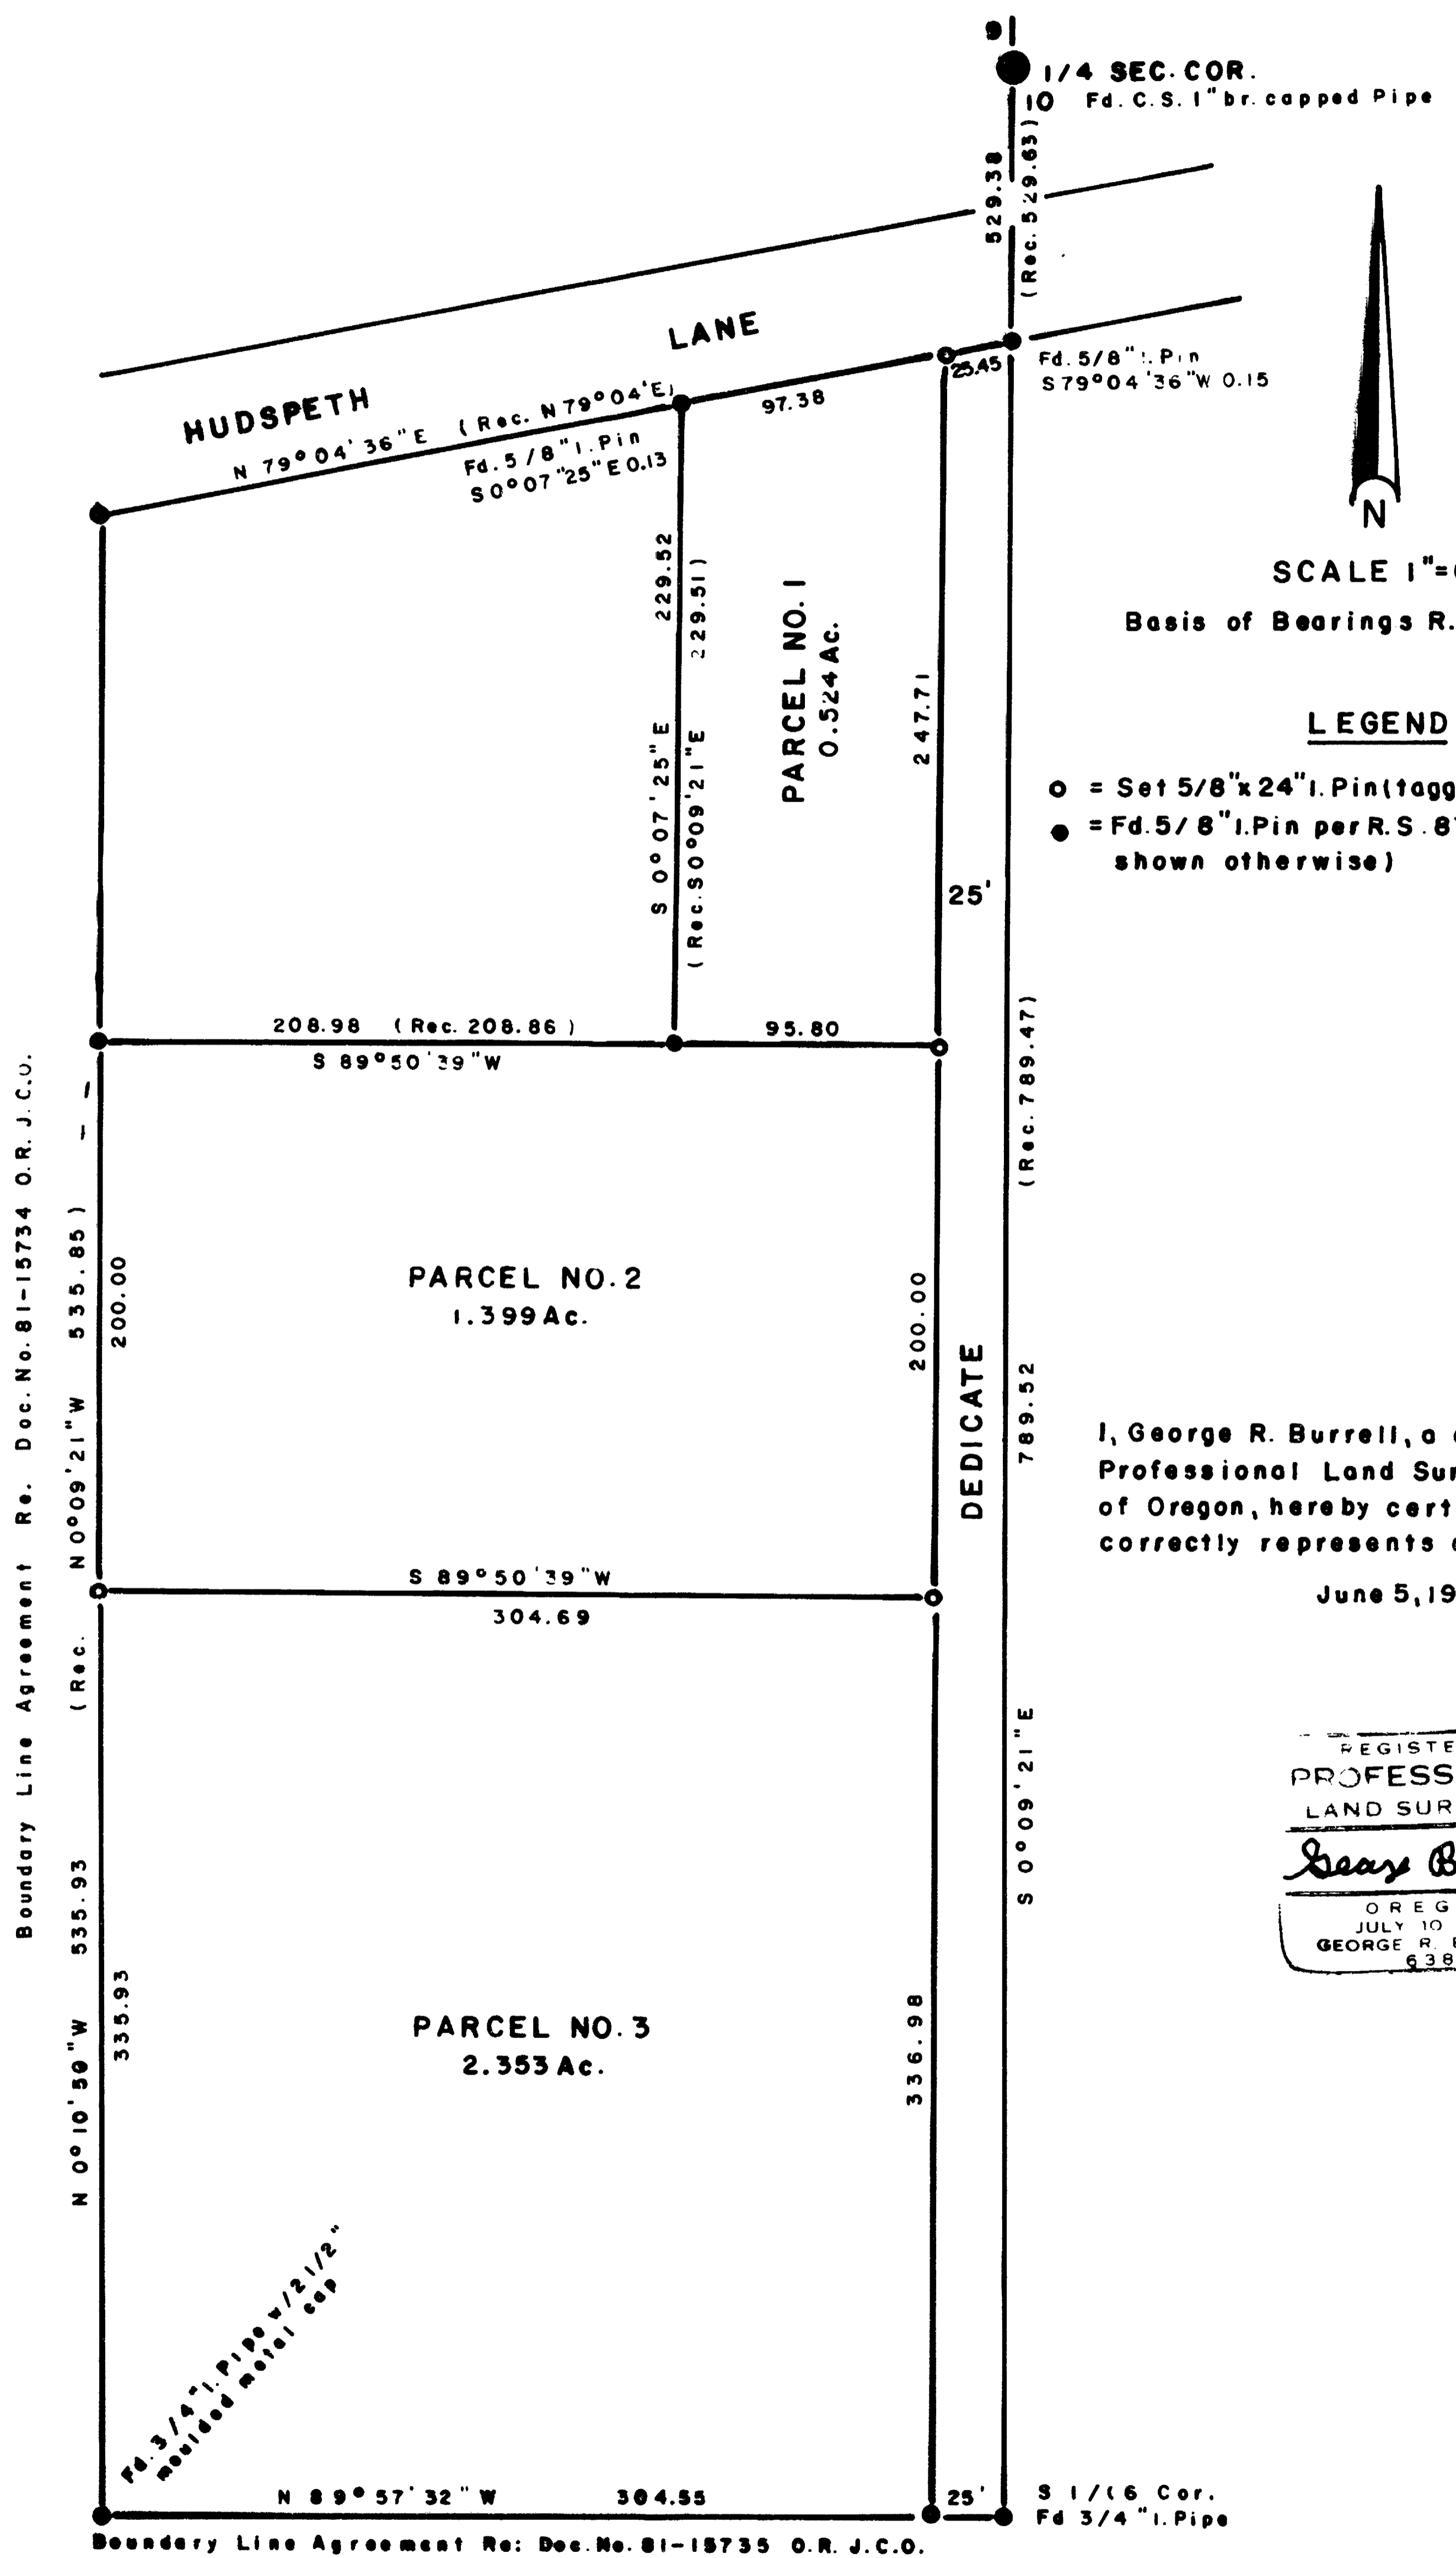 9
1/4 SEC. COR.
10 Fd. C.S. 1" br. capped Pipe
529.38
(Rec. 529.63)
HUDSPETH LANE
N 79°04'36"E (Rec. N79°04'E)
Fd. 5/8" I. Pin
S0°07"25"E 0.13
97.38
25.45
Fd. 5/8" I. Pin
S79°04'36"W 0.15
N
SCALE 1"=
Basis of Bearings R.
LEGEND
= Set 5/8"x24" I. Pin(tagg
= Fd. 5/8" I. Pin per R.S. 8
shown otherwise)
S 0°07'25"E 229.52
(Rec. S0°09'21"E 229.51)
PARCEL NO. 1
0.524 Ac.
247.71
25'
208.98 (Rec. 208.86)
S 89°50'39"W
95.80
(Rec. 789.47)
Boundary Line Agreement Re. Doc. No. 81-15734 O.R. J.C.O.
(Rec. N0°09'21"W 535.85)
200.00
PARCEL NO. 2
1.399 Ac.
200.00
DEDICATE
789.52
I, George R. Burrell, a
Professional Land Sur
of Oregon, hereby cert
correctly represents
June 5, 19
S 89°50'39"W
304.69
S 0°09'21"E
REGISTE
PROFESS
LAND SUR
OREG
JULY 10
GEORGE R.
638
N 0°10'50"W 535.93
335.93
PARCEL NO. 3
2.353 Ac.
336.98
Fd. 3/4" I. Pipe w/2 1/2"
moulded metal cap
N 89°57'32"W 304.55
25'
S 1/16 Cor.
Fd 3/4" I. Pipe
Boundary Line Agreement Re: Doc. No. 81-15735 O.R. J.C.O.